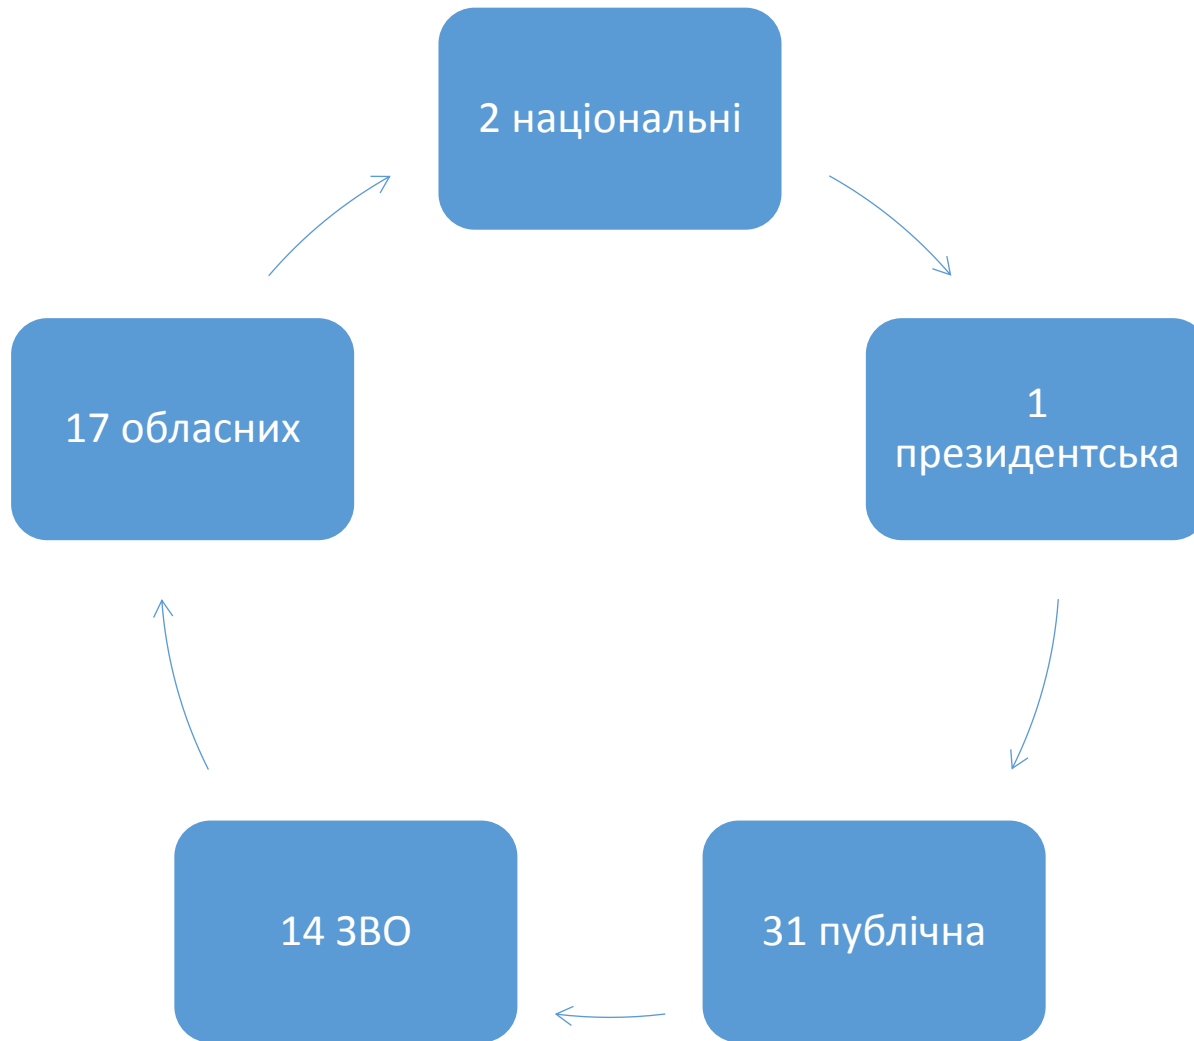 2 національні
1
президентська
31 публічна
14 ЗВО
17 обласних